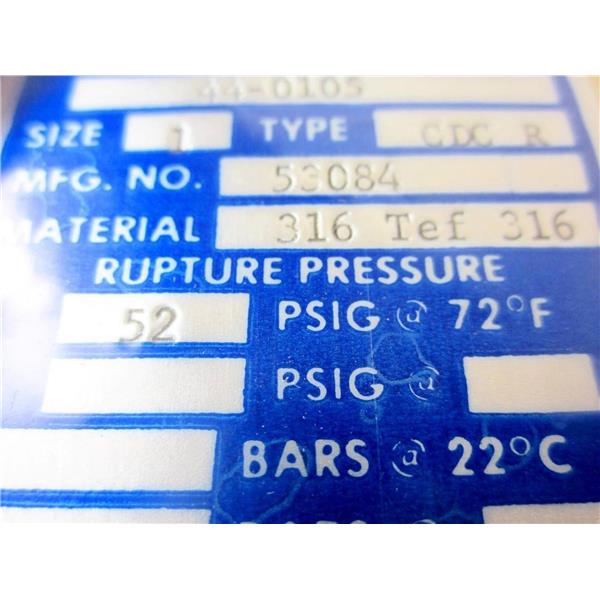 44-0105
SIZE 1 TYPE CDC R
MFG. NO. 53084
MATERIAL 316 Tef 316
RUPTURE PRESSURE
52 PSIG @ 72°F
PSIG @
BARS @ 22°C